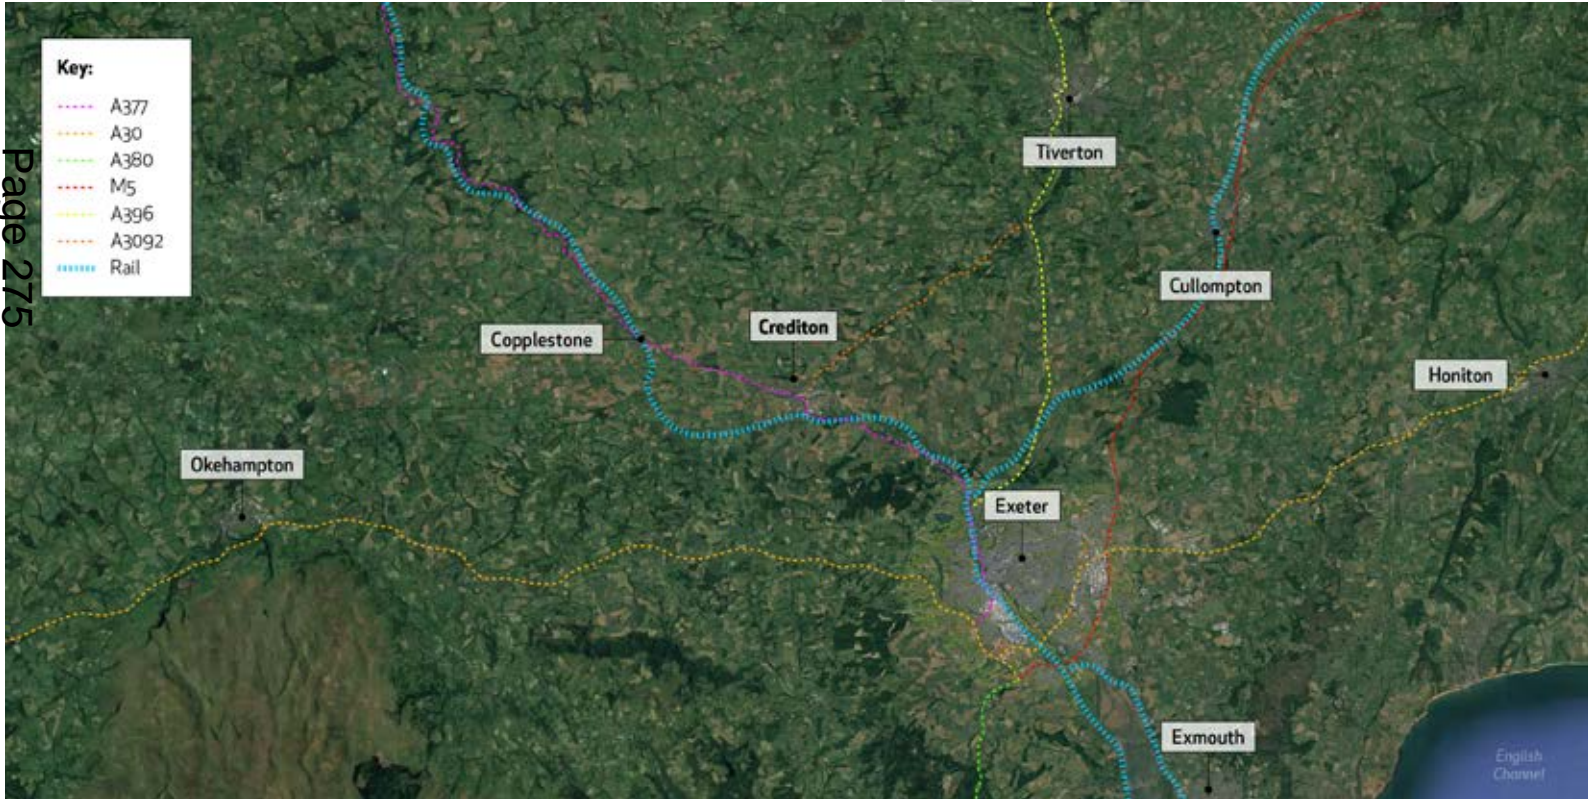 Key:
A377
A30
A380
M5
A396
A3092
Rail
Page 275
Tiverton
Cullompton
Crediton
Copplestone
Honiton
Okehampton
Exeter
Exmouth
English
Channel